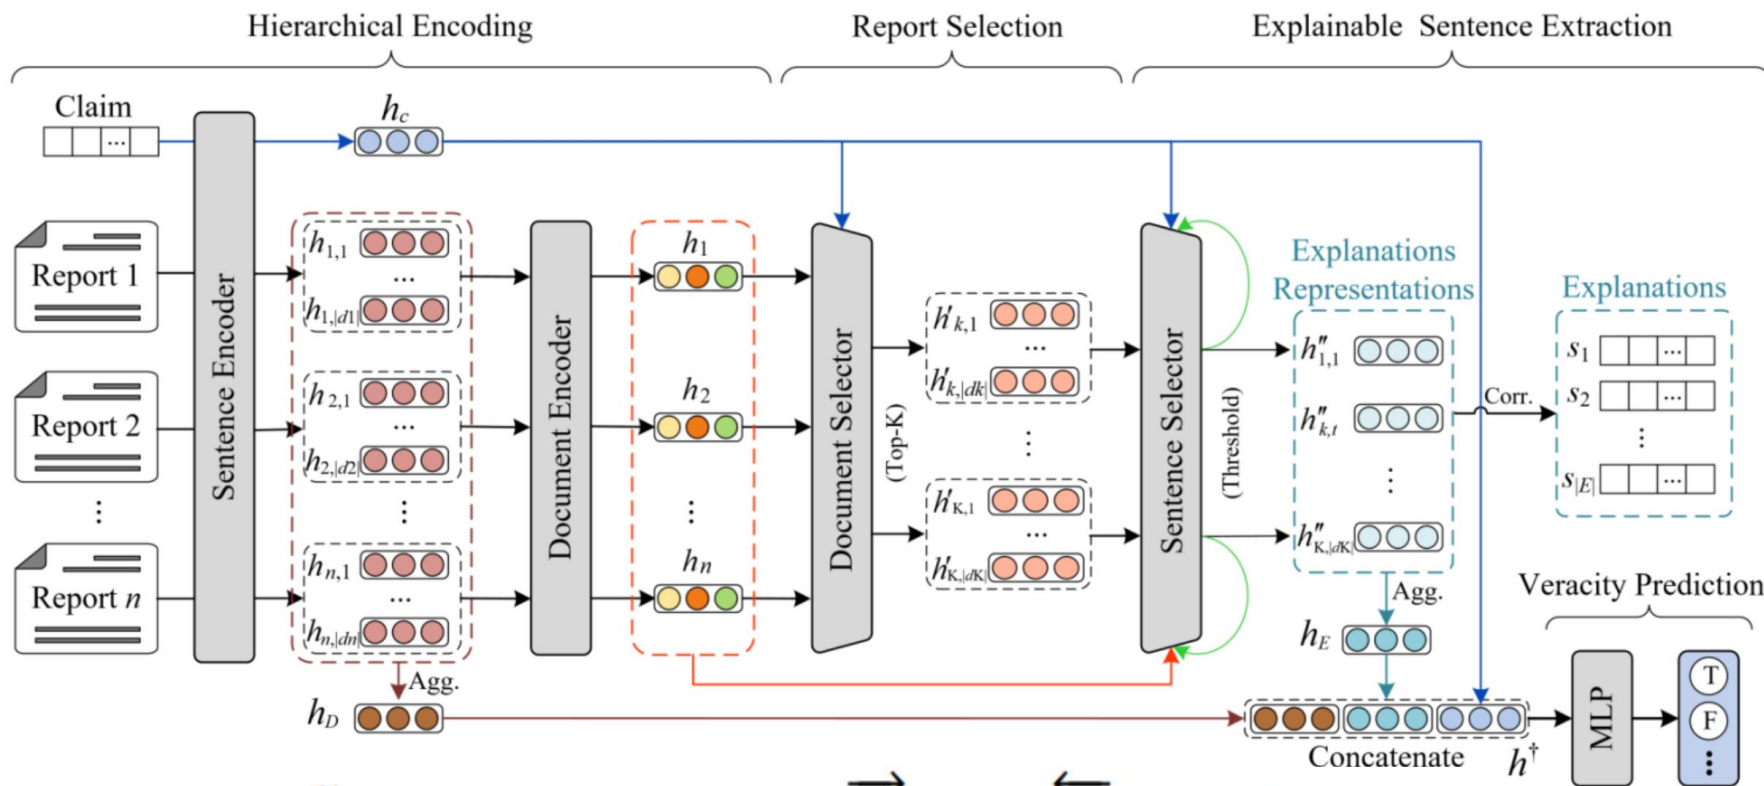 Hierarchical Encoding
Report Selection
Explainable Sentence Extraction
Claim
...
h_c
Report 1
Report 2
⋮
Report n
Sentence Encoder
h_{1,1}
...
h_{1,|d1|}
h_{2,1}
...
h_{2,|d2|}
⋮
h_{n,1}
...
h_{n,|dn|}
Agg.
h_D
Document Encoder
h_1
h_2
⋮
h_n
Document Selector
(Top-K)
h'_{k,1}
...
h'_{k,|dk|}
⋮
h'_{K,1}
...
h'_{K,|dK|}
Sentence Selector
(Threshold)
Explanations
Representations
h''_{1,1}
h''_{k,t}
⋮
h''_{K,|dK|}
Corr.
Explanations
s_1 ...
s_2 ...
⋮
s_{|E|} ...
Agg.
h_E
Concatenate
h^†
Veracity Prediction
MLP
T
F
⋮